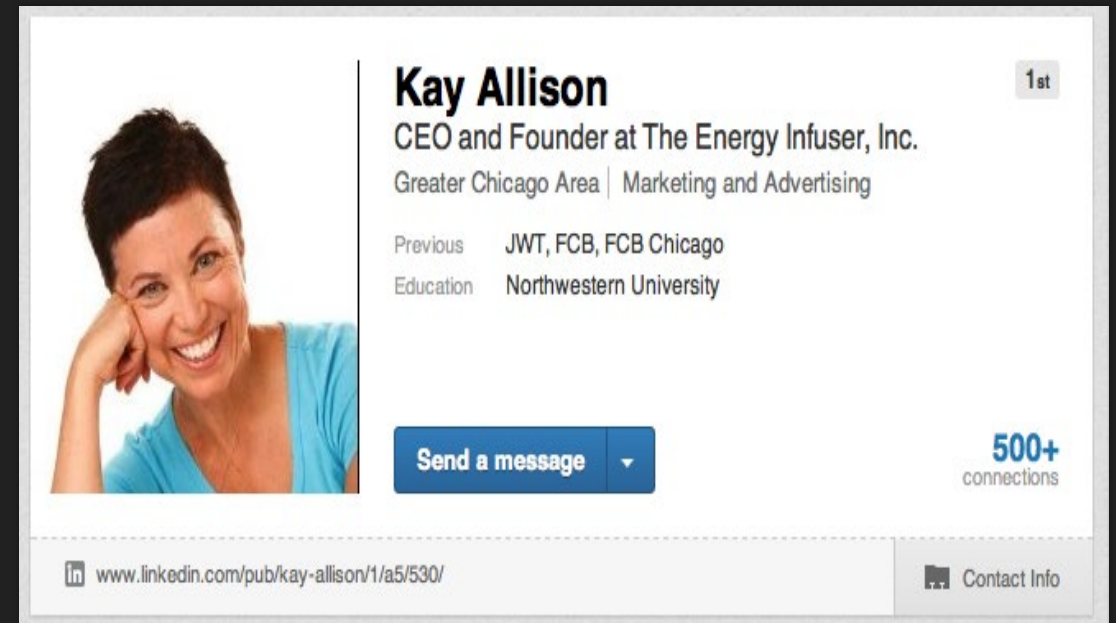 Kay Allison
1st
CEO and Founder at The Energy Infuser, Inc.
Greater Chicago Area | Marketing and Advertising
Previous JWT, FCB, FCB Chicago
Education Northwestern University
Send a message
500+
connections
in www.linkedin.com/pub/kay-allison/1/a5/530/
Contact Info